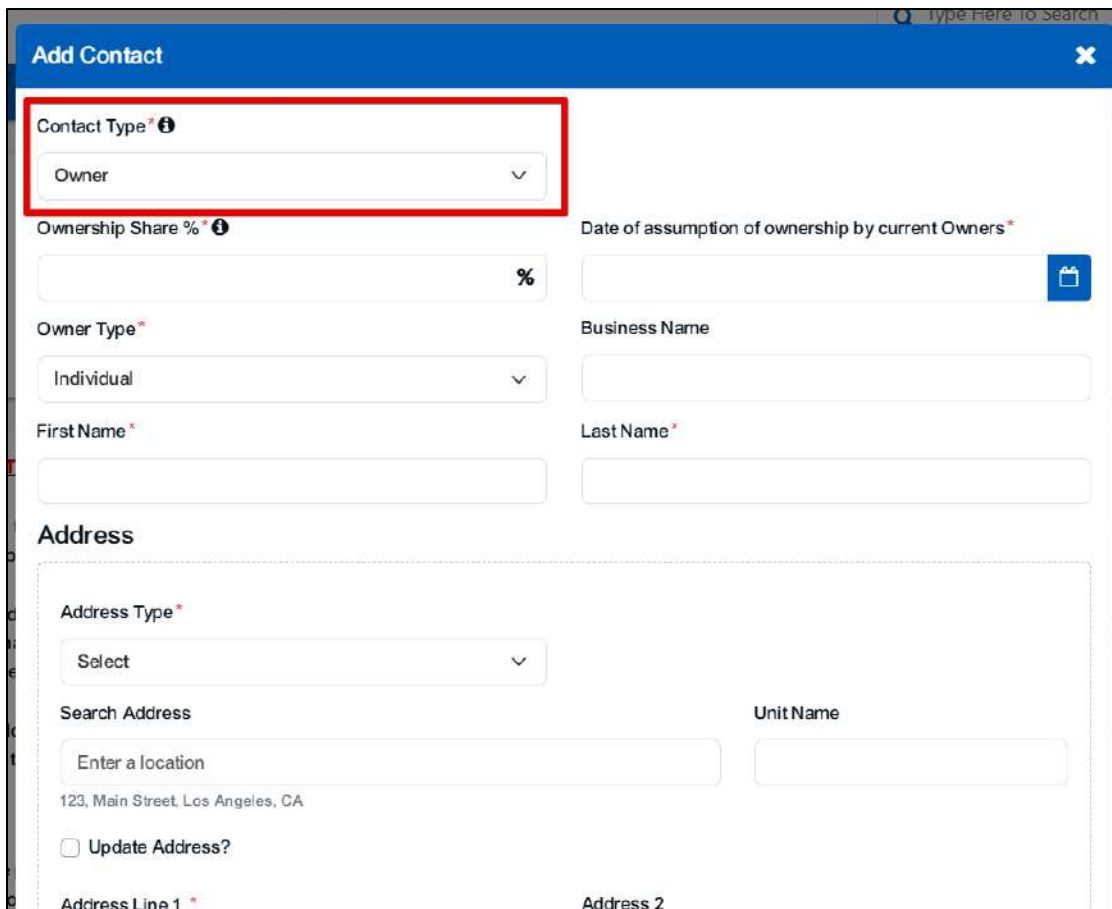 Type Here To Search
Add Contact
Contact Type*
Owner
Ownership Share %*
Date of assumption of ownership by current Owners*
%
Owner Type*
Business Name
Individual
First Name*
Last Name*
Address
Address Type*
Select
Search Address
Unit Name
Enter a location
123, Main Street, Los Angeles, CA
Update Address?
Address Line 1 *
Address 2